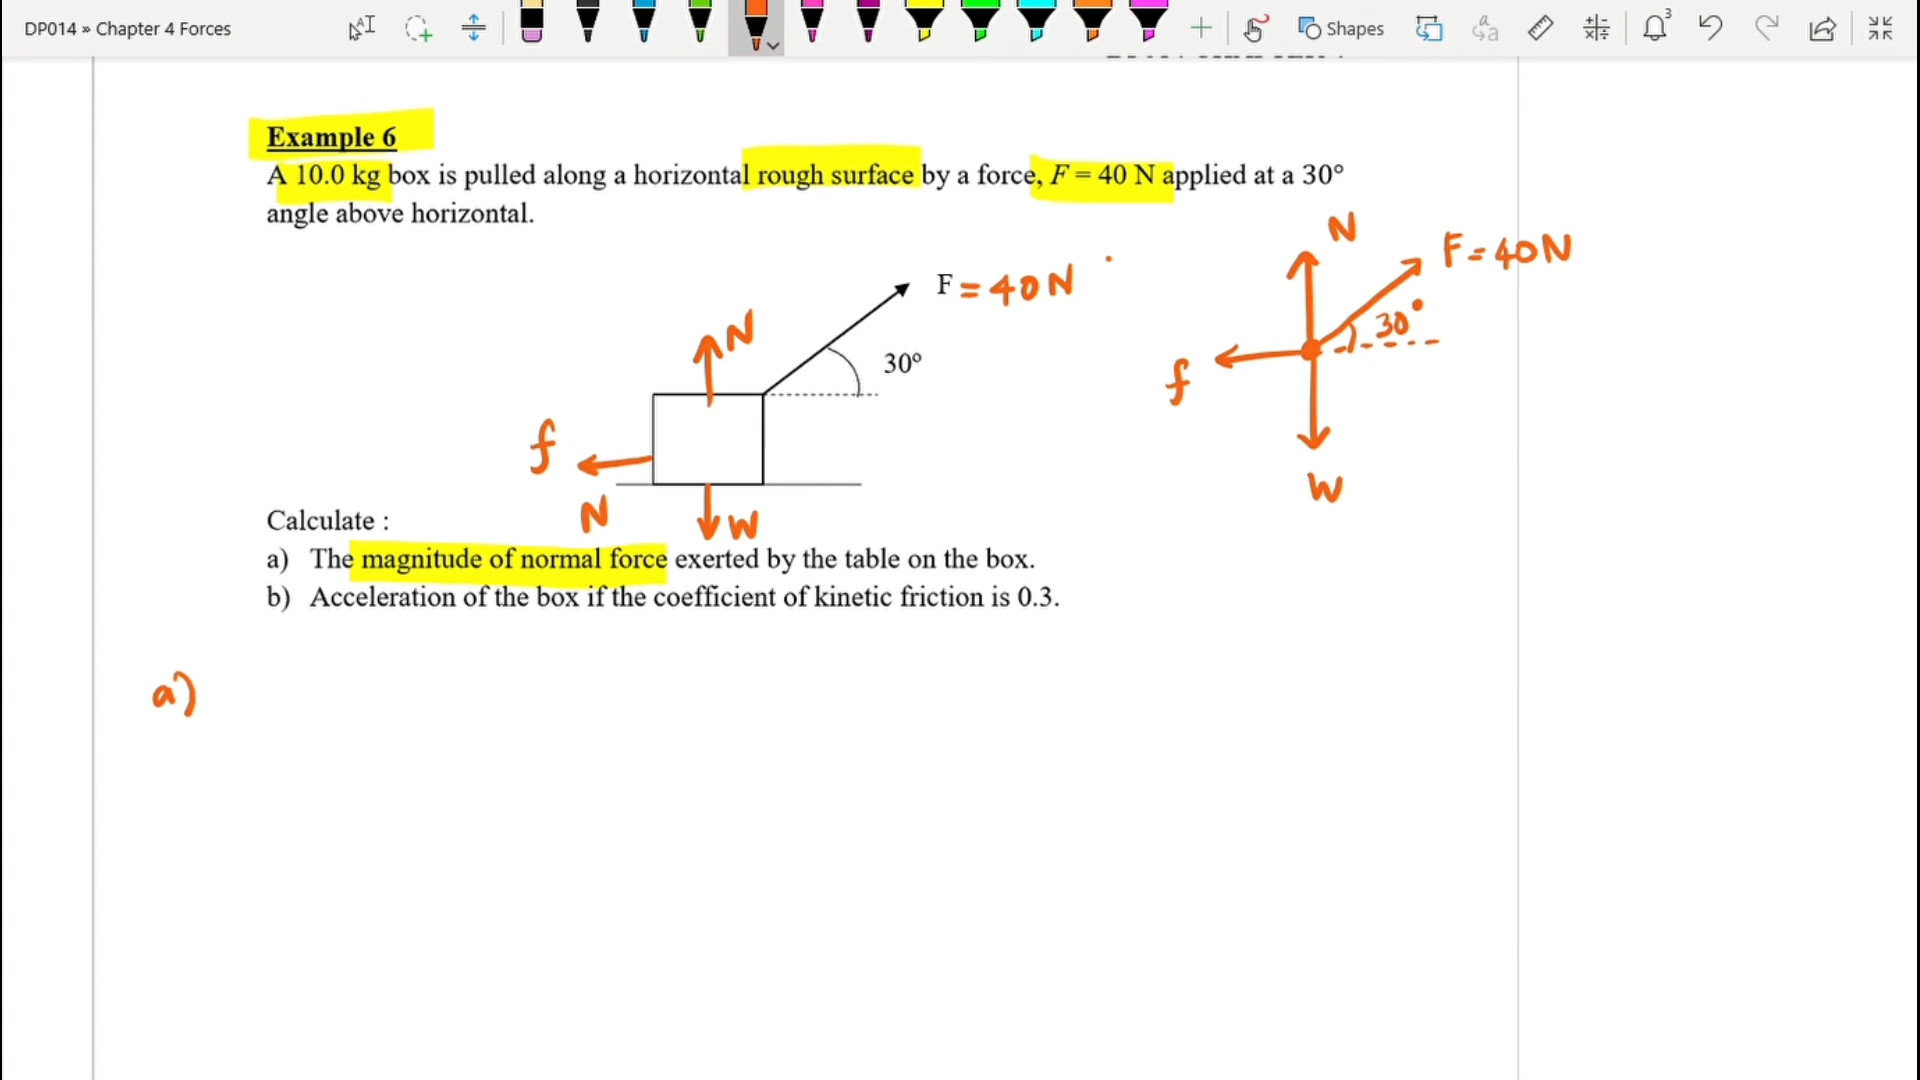 DP014 » Chapter 4 Forces
Shapes
3
Example 6
A 10.0 kg box is pulled along a horizontal rough surface by a force, F = 40 N applied at a 30°
angle above horizontal.
N
F = 40N
F = 40N
N
30°
30°
f
f
W
N
W
Calculate :
a) The magnitude of normal force exerted by the table on the box.
b) Acceleration of the box if the coefficient of kinetic friction is 0.3.
a)